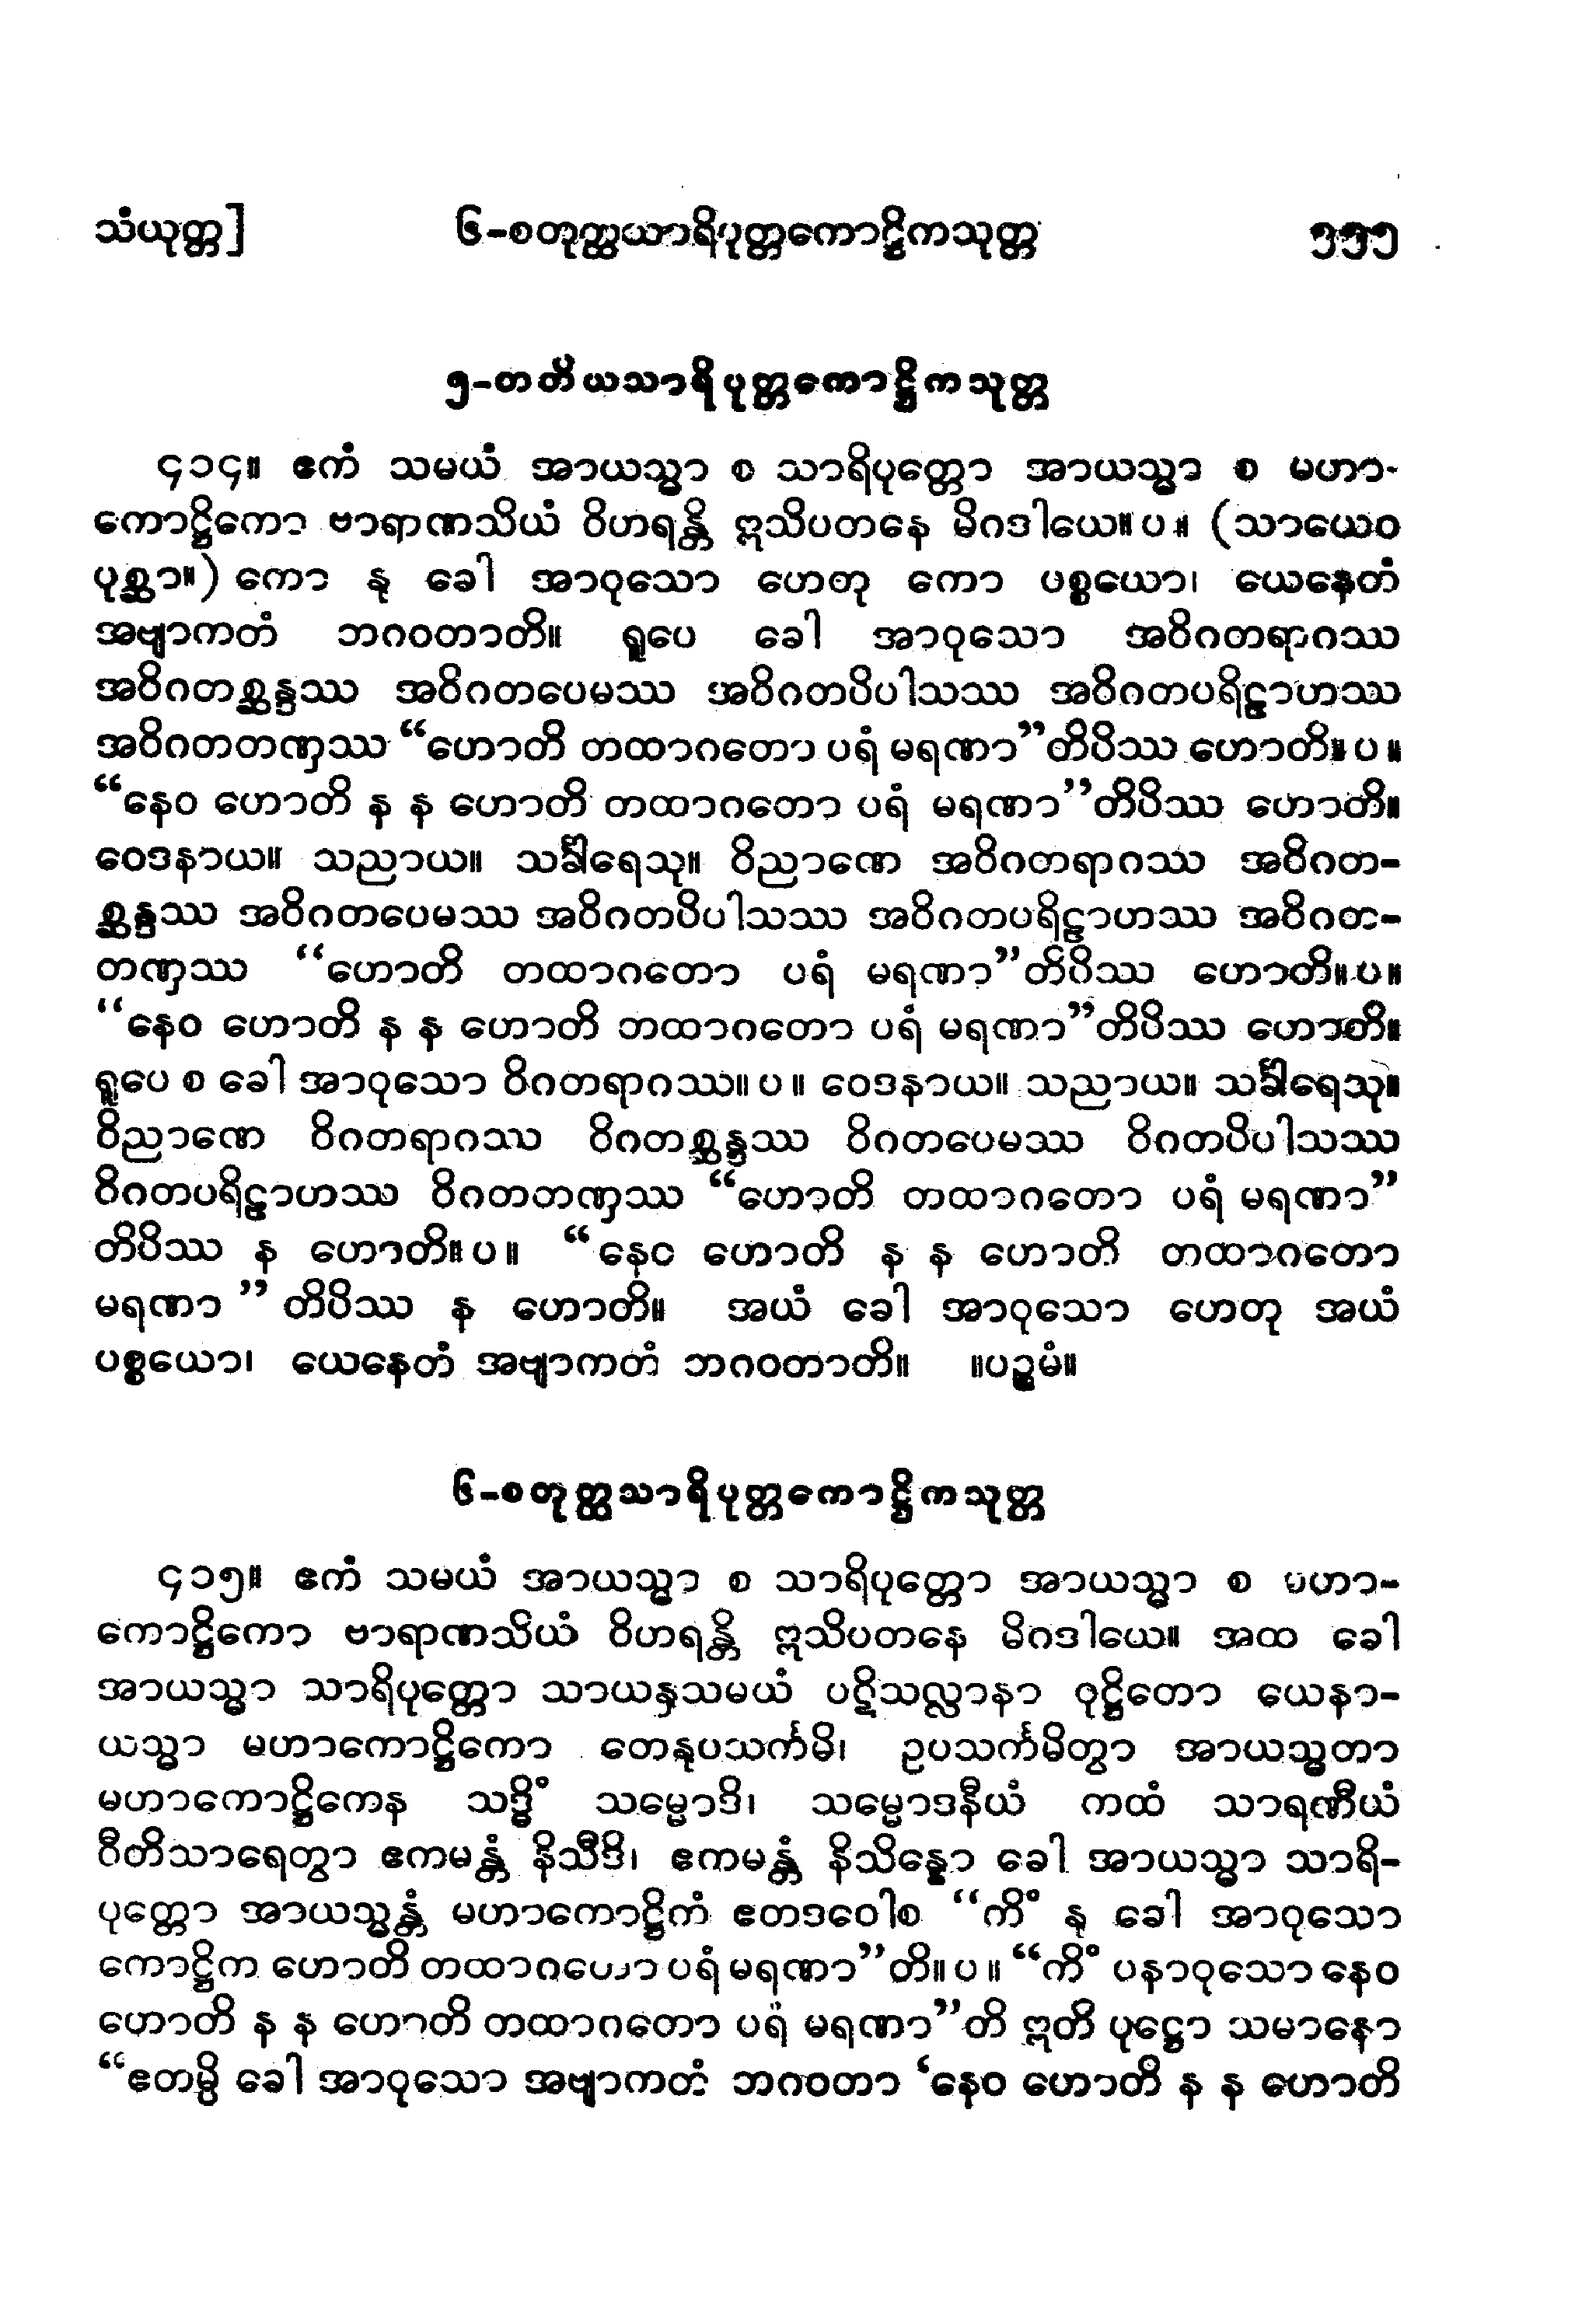 သံယုတ္တ] ၆-စတုတ္ထသာရိပုတ္တကောဋ္ဌိကသုတ္တ ၅၅၅
၅-တတိယသာရိပုတ္တကောဋ္ဌိကသုတ္တ
၄၁၄။ ဧကံ သမယံ အာယသ္မာ စ သာရိပုတ္တော အာယသ္မာ စ မဟာ-
ကောဋ္ဌိကော ဗာရာဏသိယံ ဝိဟရန္တိ ဣသိပတနေ မိဂဒါယေ။ပ။ (သာယေဝ
ပုစ္ဆာ။) ကော နု ခေါ အာဝုသော ဟေတု ကော ပစ္စယော၊ ယေနေတံ
အဗျာကတံ ဘဂဝတာတိ။ ရူပေ ခေါ အာဝုသော အဝိဂတရာဂဿ
အဝိဂတစ္ဆန္ဒဿ အဝိဂတပေမဿ အဝိဂတပိပါသဿ အဝိဂတပရိဠာဟဿ
အဝိဂတတဏှဿ “ဟောတိ တထာဂတော ပရံ မရဏာ”တိပိဿ ဟောတိ။ပ။
“နေဝ ဟောတိ န န ဟောတိ တထာဂတော ပရံ မရဏာ”တိပိဿ ဟောတိ။
ဝေဒနာယ။ သညာယ။ သင်္ခါရေသု။ ဝိညာဏေ အဝိဂတရာဂဿ အဝိဂတ-
စ္ဆန္ဒဿ အဝိဂတပေမဿ အဝိဂတပိပါသဿ အဝိဂတပရိဠာဟဿ အဝိဂတ-
တဏှဿ “ဟောတိ တထာဂတော ပရံ မရဏာ”တိပိဿ ဟောတိ။ပ။
“နေဝ ဟောတိ န န ဟောတိ ဘထာဂတော ပရံ မရဏာ”တိပိဿ ဟောတိ။
ရူပေ စ ခေါ အာဝုသော ဝိဂတရာဂဿ။ပ။ ဝေဒနာယ။ သညာယ။ သင်္ခါရေသု။
ဝိညာဏေ ဝိဂတရာဂဿ ဝိဂတစ္ဆန္ဒဿ ဝိဂတပေမဿ ဝိဂတပိပါသဿ
ဝိဂတပရိဠာဟဿ ဝိဂတတဏှဿ “ဟောတိ တထာဂတော ပရံ မရဏာ”
တိပိဿ န ဟောတိ။ပ။ “နေဝ ဟောတိ န န ဟောတိ တထာဂတော
မရဏာ” တိပိဿ န ဟောတိ။ အယံ ခေါ အာဝုသော ဟေတု အယံ
ပစ္စယော၊ ယေနေတံ အဗျာကတံ ဘဂဝတာတိ။ ။ပဉ္စမံ။
၆-စတုတ္ထသာရိပုတ္တကောဋ္ဌိကသုတ္တ
၄၁၅။ ဧကံ သမယံ အာယသ္မာ စ သာရိပုတ္တော အာယသ္မာ စ မဟာ-
ကောဋ္ဌိကော ဗာရာဏသိယံ ဝိဟရန္တိ ဣသိပတနေ မိဂဒါယေ။ အထ ခေါ
အာယသ္မာ သာရိပုတ္တော သာယနှသမယံ ပဋိသလ္လာနာ ဝုဋ္ဌိတော ယေနာ-
ယသ္မာ မဟာကောဋ္ဌိကော တေနုပသင်္ကမိ၊ ဥပသင်္ကမိတွာ အာယသ္မတာ
မဟာကောဋ္ဌိကေန သဒ္ဓိံ သမ္မောဒိ၊ သမ္မောဒနီယံ ကထံ သာရဏီယံ
ဝီတိသာရေတွာ ဧကမန္တံ နိသီဒိ၊ ဧကမန္တံ နိသိန္နော ခေါ အာယသ္မာ သာရိ-
ပုတ္တော အာယသ္မန္တံ မဟာကောဋ္ဌိကံ ဧတဒဝေါစ “ကိံ နု ခေါ အာဝုသော
ကောဋ္ဌိက ဟောတိ တထာဂတော ပရံ မရဏာ”တိ။ပ။ “ကိံ ပနာဝုသော နေဝ
ဟောတိ န န ဟောတိ တထာဂတော ပရံ မရဏာ”တိ ဣတိ ပုဋ္ဌော သမာနော
“ဧတမ္ပိ ခေါ အာဝုသော အဗျာကတံ ဘဂဝတာ ‘နေဝ ဟောတိ န န ဟောတိ